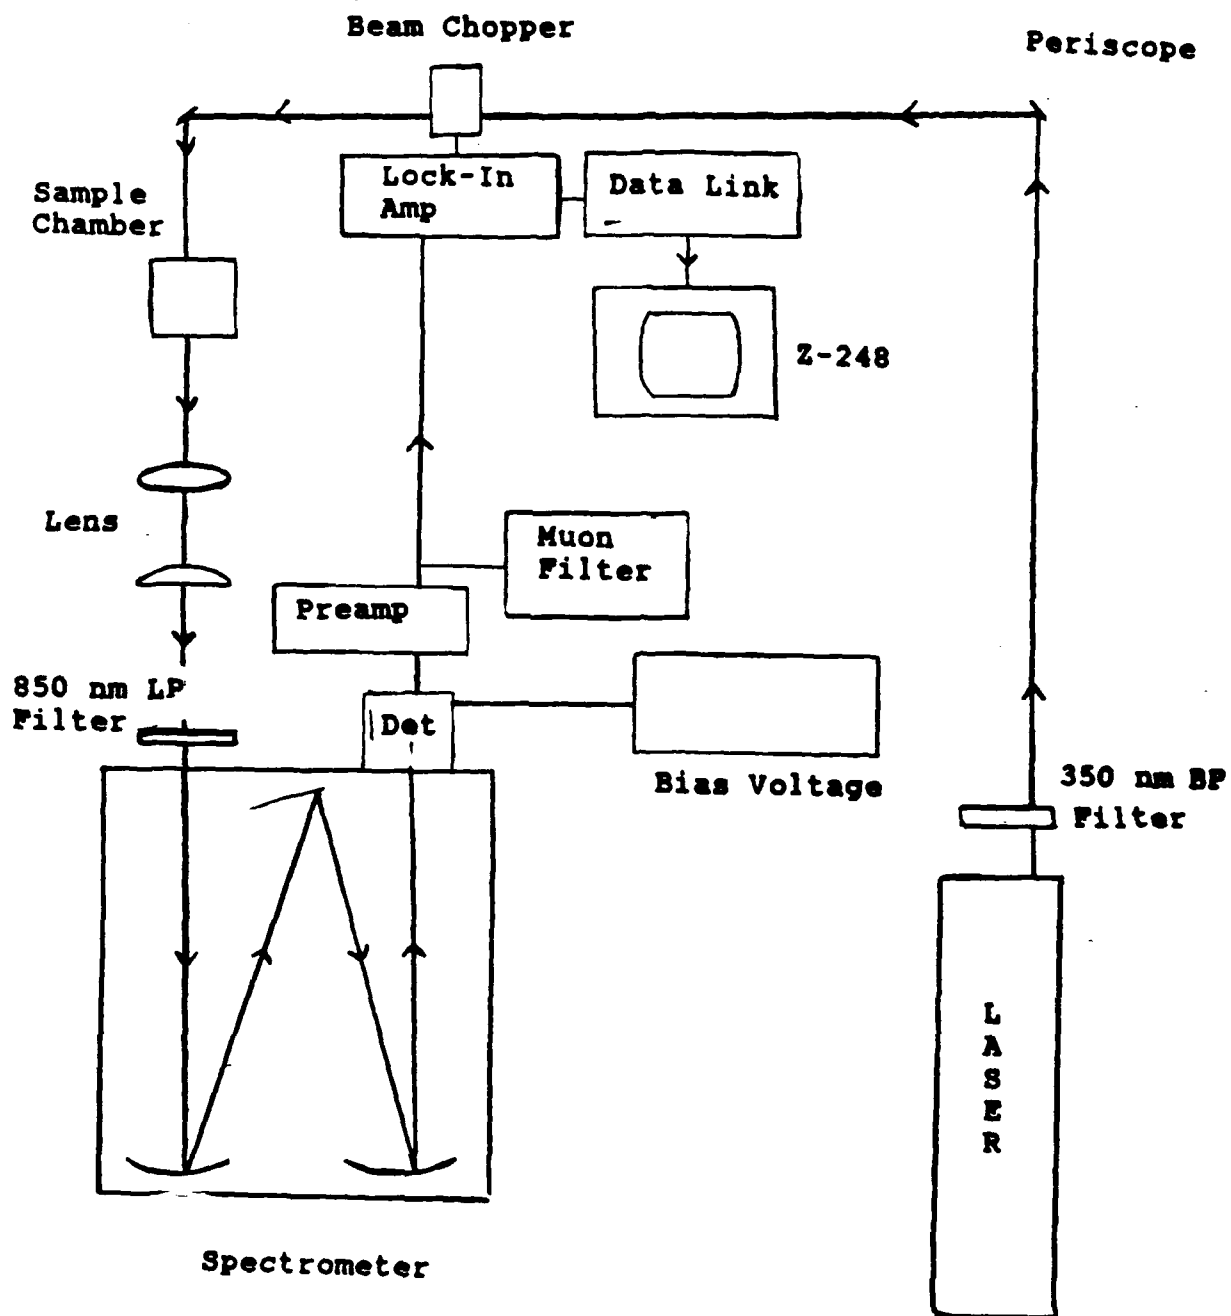 Beam Chopper
Periscope
Lock-In
Amp
Data Link
Sample
Chamber
Z-248
Lens
Muon
Filter
Preamp
850 nm LP
Filter
Det
Bias Voltage
350 nm BP
Filter
L
A
S
E
R
Spectrometer